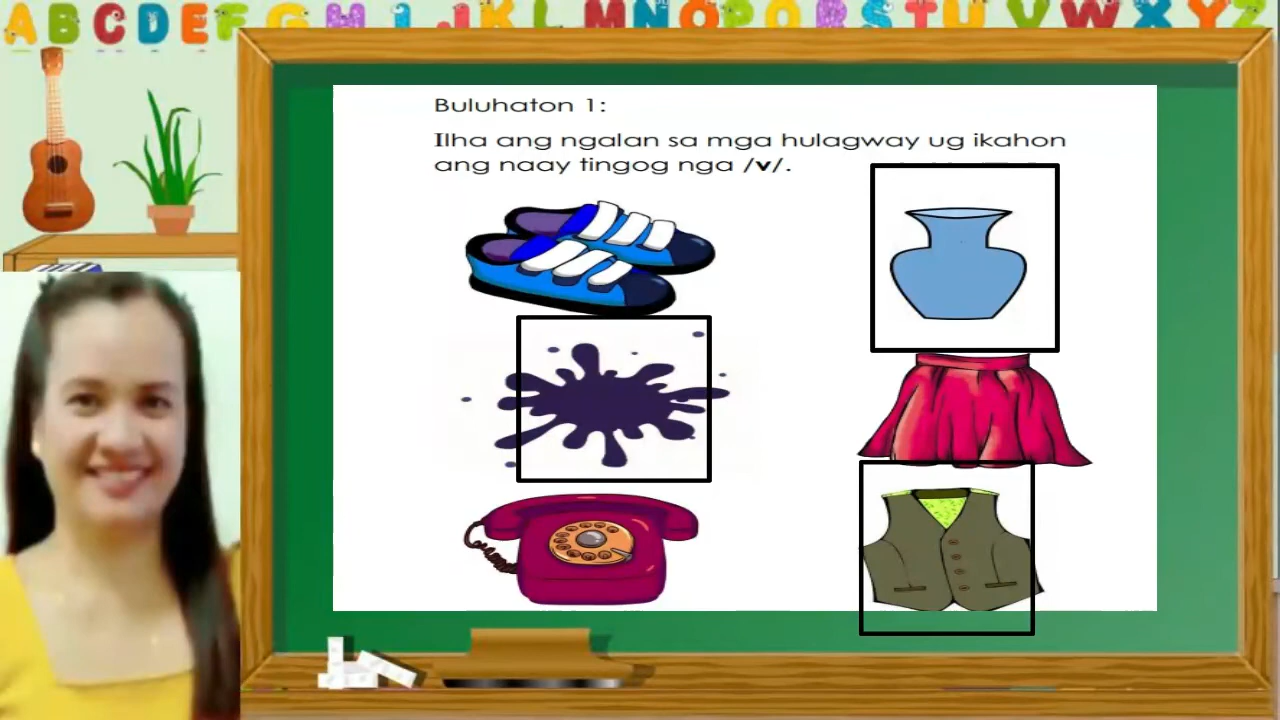 A B C D E F G H I J K L M N O P Q R S T U V W X Y Z
Buluhaton 1:
Ilha ang ngalan sa mga hulagway ug ikahon
ang naay tingog nga /v/.